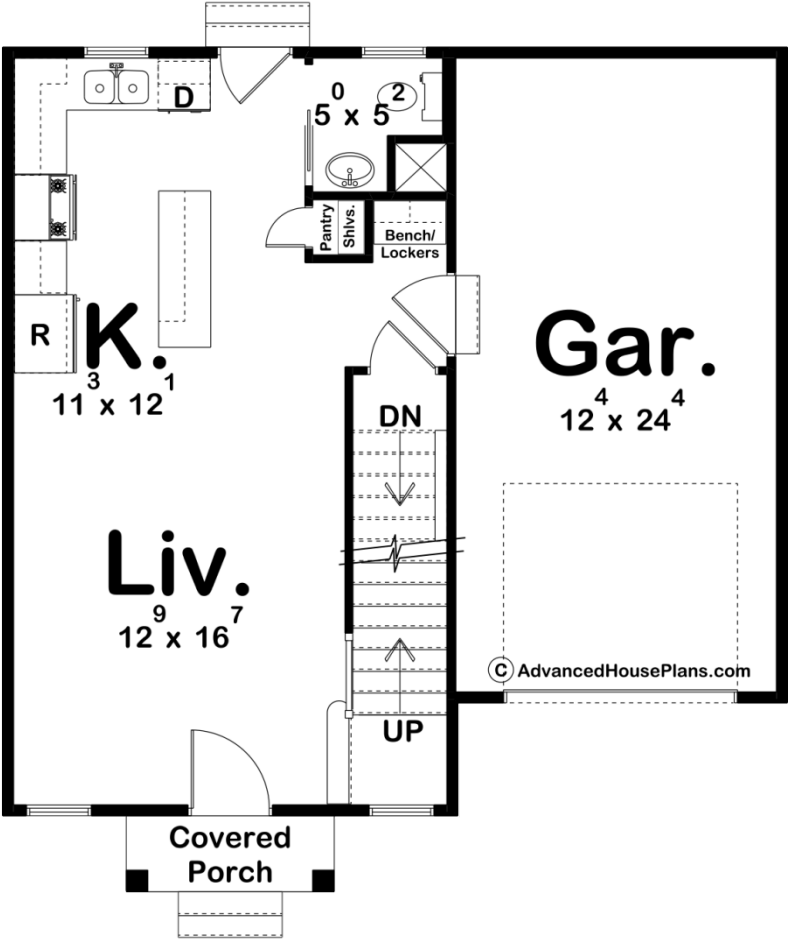 D
5⁰ x 5²
Pantry
Shlvs.
Bench/
Lockers
R
K.
11³ x 12¹
Gar.
12⁴ x 24⁴
DN
Liv.
12⁹ x 16⁷
© AdvancedHousePlans.com
UP
Covered
Porch